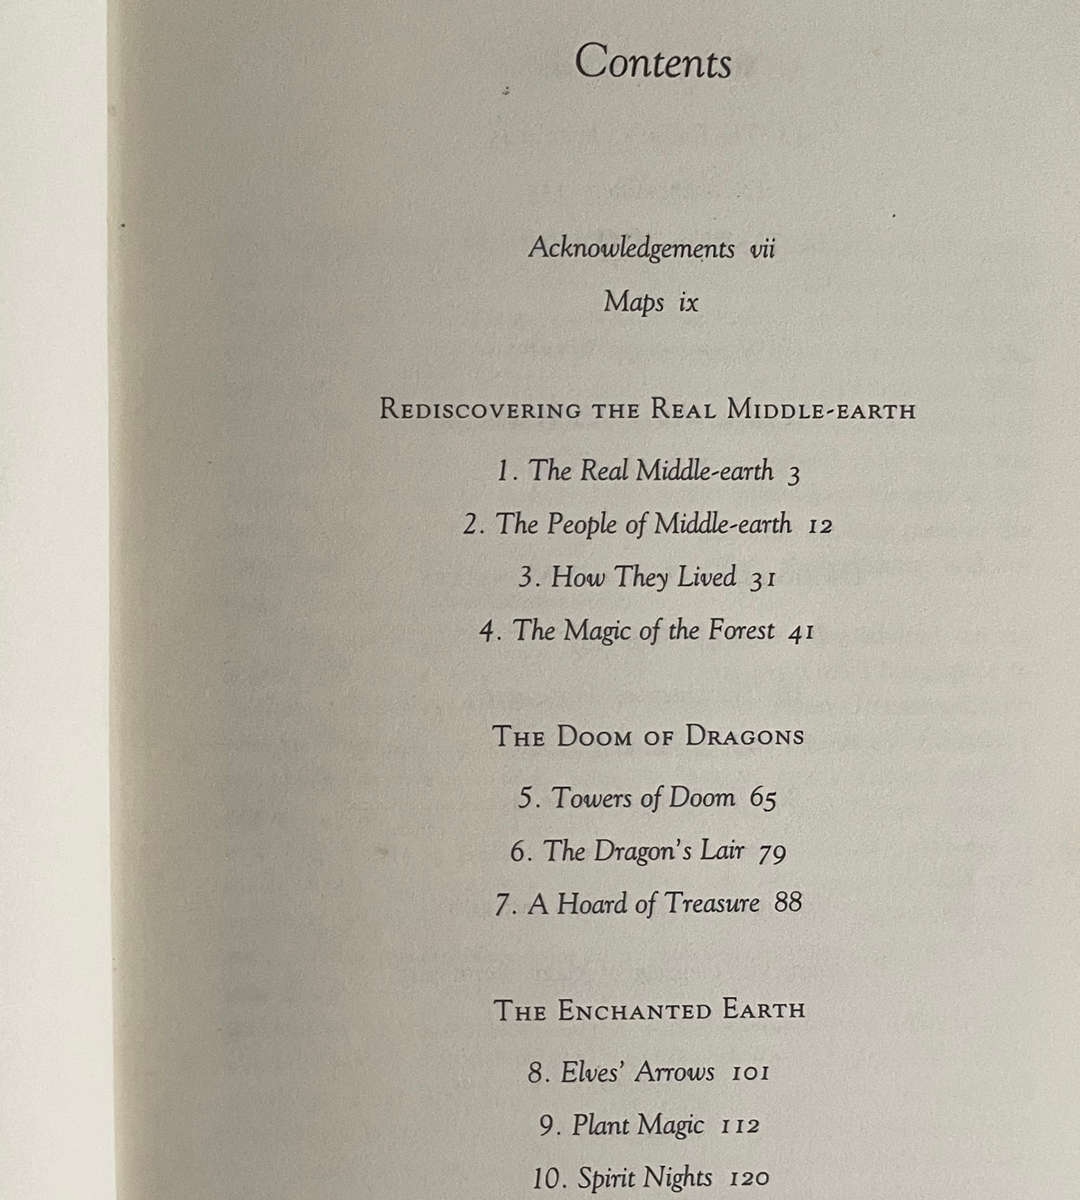 Contents
Acknowledgements vii
Maps ix
Rediscovering the Real Middle-earth
1. The Real Middle-earth 3
2. The People of Middle-earth 12
3. How They Lived 31
4. The Magic of the Forest 41
The Doom of Dragons
5. Towers of Doom 65
6. The Dragon's Lair 79
7. A Hoard of Treasure 88
The Enchanted Earth
8. Elves' Arrows 101
9. Plant Magic 112
10. Spirit Nights 120